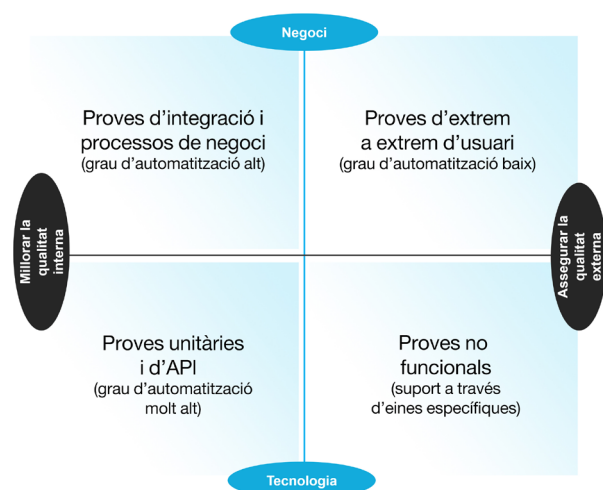 Negoci
Proves d’integració i
processos de negoci
(grau d’automatització alt)
Proves d’extrem
a extrem d’usuari
(grau d’automatització baix)
Millorar la
qualitat
interna
Assegurar la
qualitat
externa
Proves unitàries
i d’API
(grau d’automatització
molt alt)
Proves no
funcionals
(suport a través
d’eines específiques)
Tecnologia